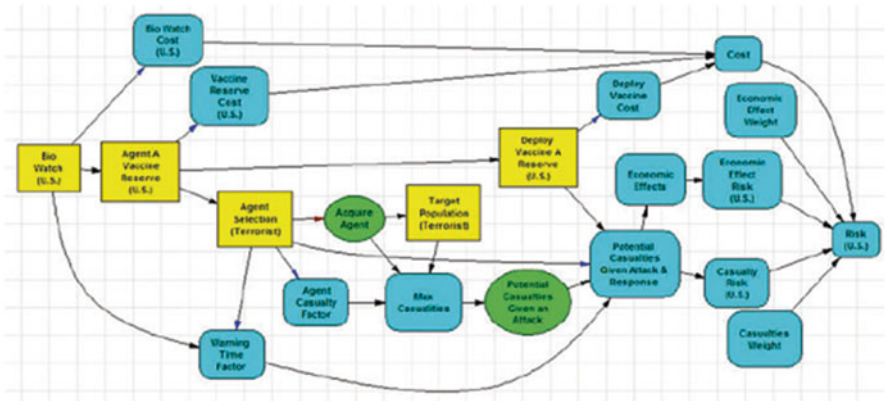 Bio Watch
Cost
(U.S.)
Cost
Vaccine
Reserve
Cost
(U.S.)
Deploy
Vaccine
Cost
Economic
Effect
Weight
Bio
Watch
(U.S.)
Agent A
Vaccine
Reserve
(U.S.)
Deploy
Vaccine A
Reserve
(U.S.)
Economic
Effects
Economic
Effect
Risk
(U.S.)
Agent
Selection
(Terrorist)
Acquire
Agent
Target
Population
(Terrorist)
Potential
Casualties
Given Attack &
Response
Risk
(U.S.)
Agent
Casualty
Factor
Max
Casualties
Potential
Casualties
Given an
Attack
Casualty
Risk
(U.S.)
Warning
Time
Factor
Casualties
Weight